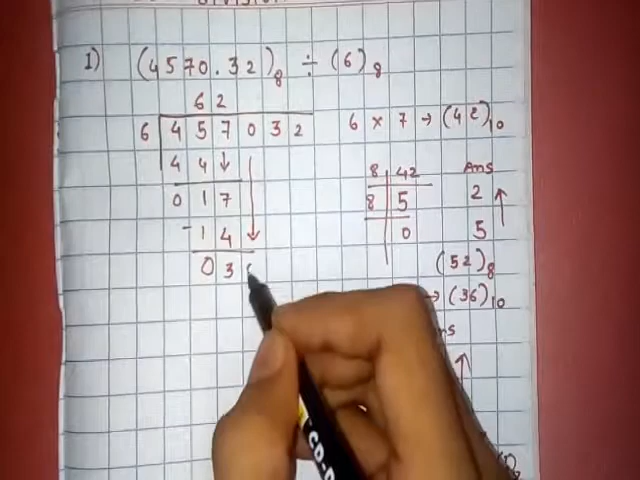 1) (4570.32)8 ÷ (6)8
6 2
6 4 5 7 0 3 2
4 4
0 1 7
- 1 4
0 3
6 × 7 → (42)10
8 42 Ans
8 5 2
0 5
(52)8
→ (36)10